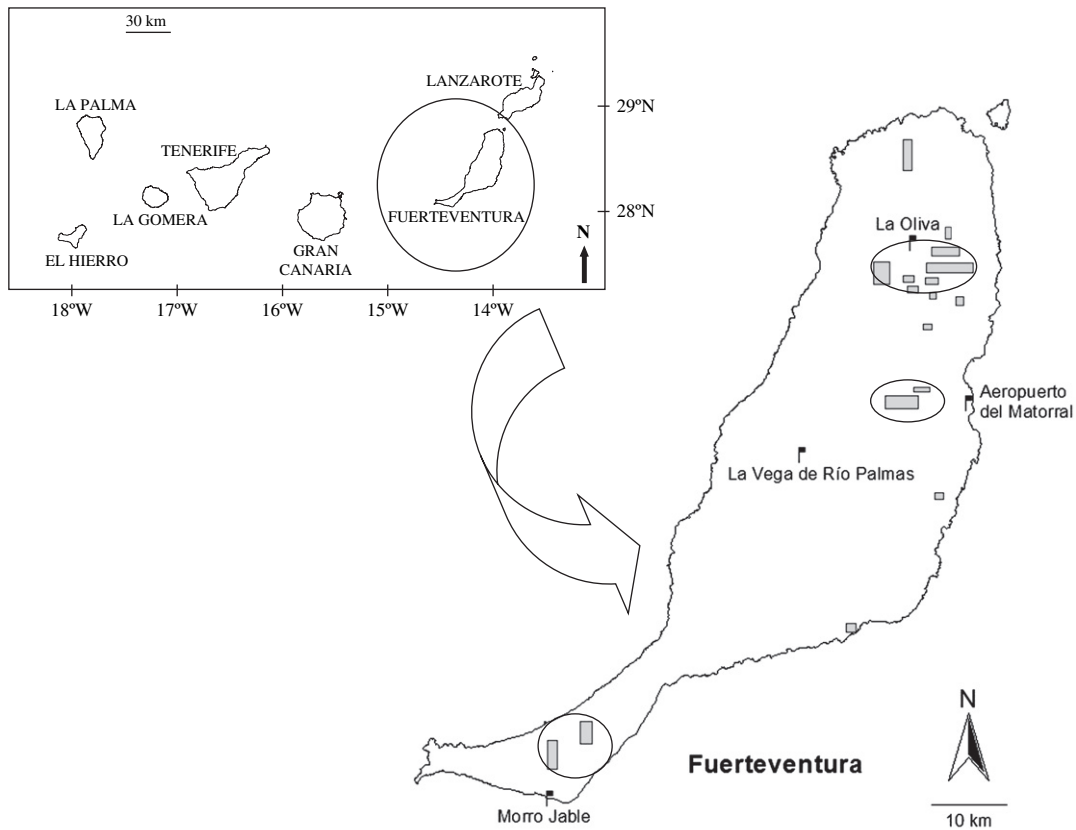 30 km
LANZAROTE
29ºN
LA PALMA
TENERIFE
LA GOMERA
FUERTEVENTURA
28ºN
EL HIERRO
GRAN
CANARIA
N
18ºW
17ºW
16ºW
15ºW
14ºW
La Oliva
Aeropuerto
del Matorral
La Vega de Río Palmas
Morro Jable
Fuerteventura
N
10 km